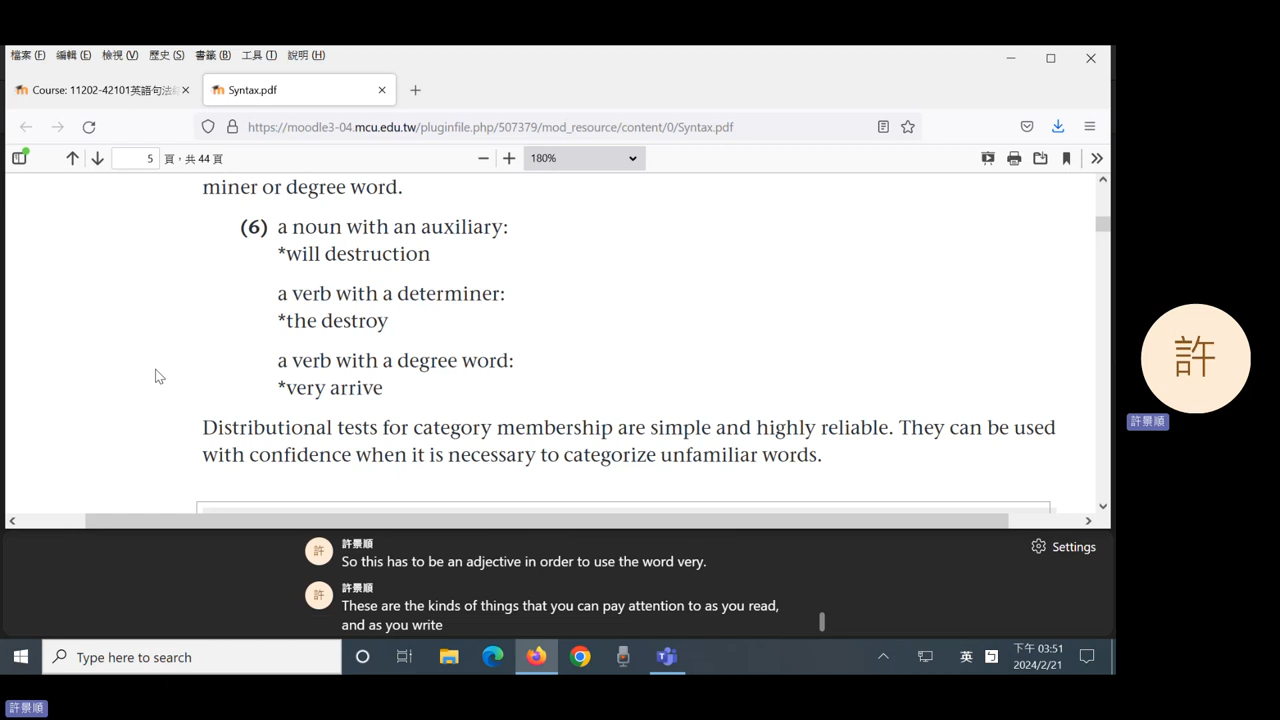 檔案 (F) 編輯 (E) 檢視 (V) 歷史 (S) 書籤 (B) 工具 (T) 說明 (H)
Course: 11202-42101英語句法
Syntax.pdf
https://moodle3-04.mcu.edu.tw/pluginfile.php/507379/mod_resource/content/0/Syntax.pdf
5 頁，共 44 頁
180%
miner or degree word.
(6) a noun with an auxiliary:
*will destruction
a verb with a determiner:
*the destroy
a verb with a degree word:
*very arrive
Distributional tests for category membership are simple and highly reliable. They can be used
with confidence when it is necessary to categorize unfamiliar words.
許
許景順
許 許景順
So this has to be an adjective in order to use the word very.
Settings
許 許景順
These are the kinds of things that you can pay attention to as you read,
and as you write
Type here to search
英
下午 03:51
2024/2/21
許景順